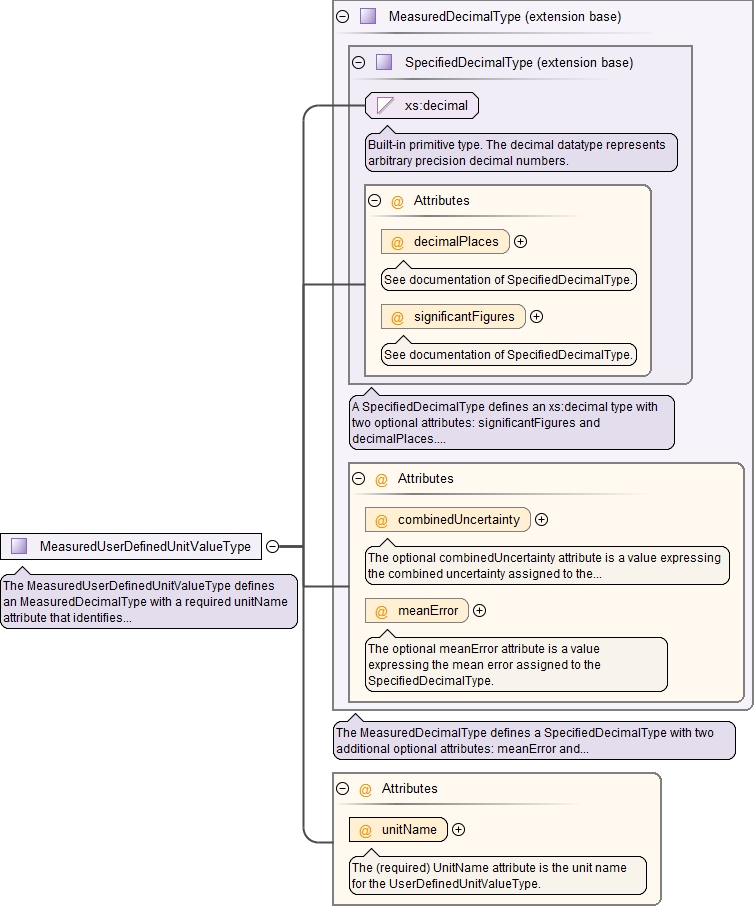 MeasuredDecimalType (extension base)
SpecifiedDecimalType (extension base)
xs:decimal
Built-in primitive type. The decimal datatype represents
arbitrary precision decimal numbers.
@ Attributes
@ decimalPlaces
See documentation of SpecifiedDecimalType.
@ significantFigures
See documentation of SpecifiedDecimalType.
A SpecifiedDecimalType defines an xs:decimal type with
two optional attributes: significantFigures and
decimalPlaces....
@ Attributes
@ combinedUncertainty
The optional combinedUncertainty attribute is a value expressing
the combined uncertainty assigned to the...
@ meanError
The optional meanError attribute is a value
expressing the mean error assigned to the
SpecifiedDecimalType.
MeasuredUserDefinedUnitValueType
The MeasuredUserDefinedUnitValueType defines
an MeasuredDecimalType with a required unitName
attribute that identifies...
The MeasuredDecimalType defines a SpecifiedDecimalType with two
additional optional attributes: meanError and...
@ Attributes
@ unitName
The (required) UnitName attribute is the unit name
for the UserDefinedUnitValueType.